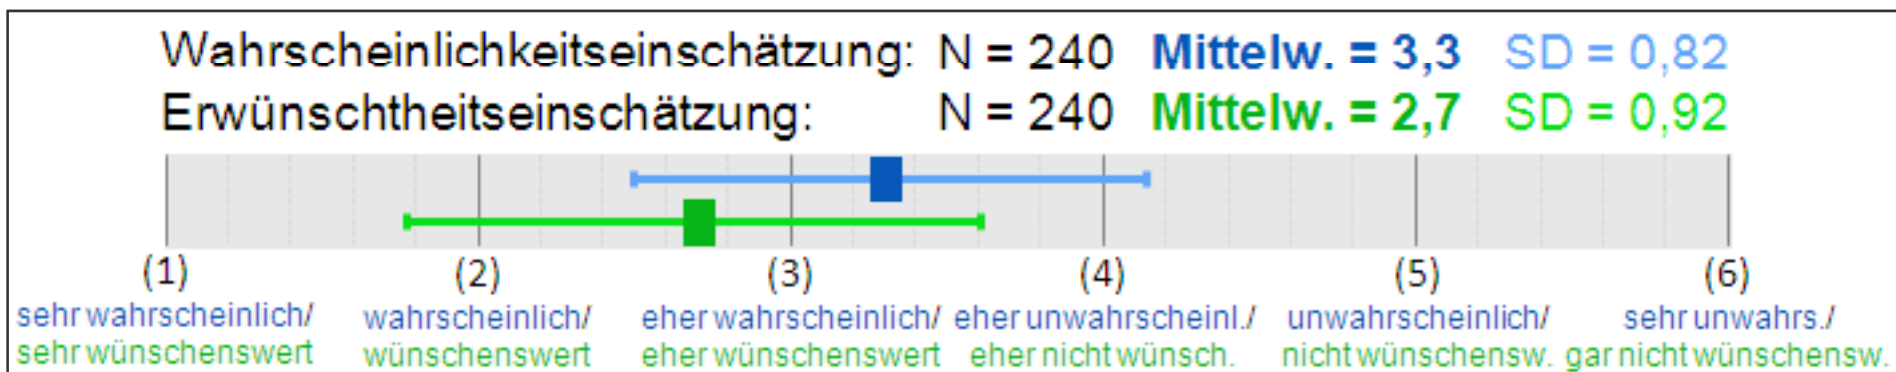 Wahrscheinlichkeitseinschätzung: N = 240 Mittelw. = 3,3 SD = 0,82
Erwünschtheitseinschätzung: N = 240 Mittelw. = 2,7 SD = 0,92
(1) (2) (3) (4) (5) (6)
sehr wahrscheinlich/ wahrscheinlich/ eher wahrscheinlich/ eher unwahrscheinl./ unwahrscheinlich/ sehr unwahrs./
sehr wünschenswert wünschenswert eher wünschenswert eher nicht wünsch. nicht wünschensw. gar nicht wünschensw.